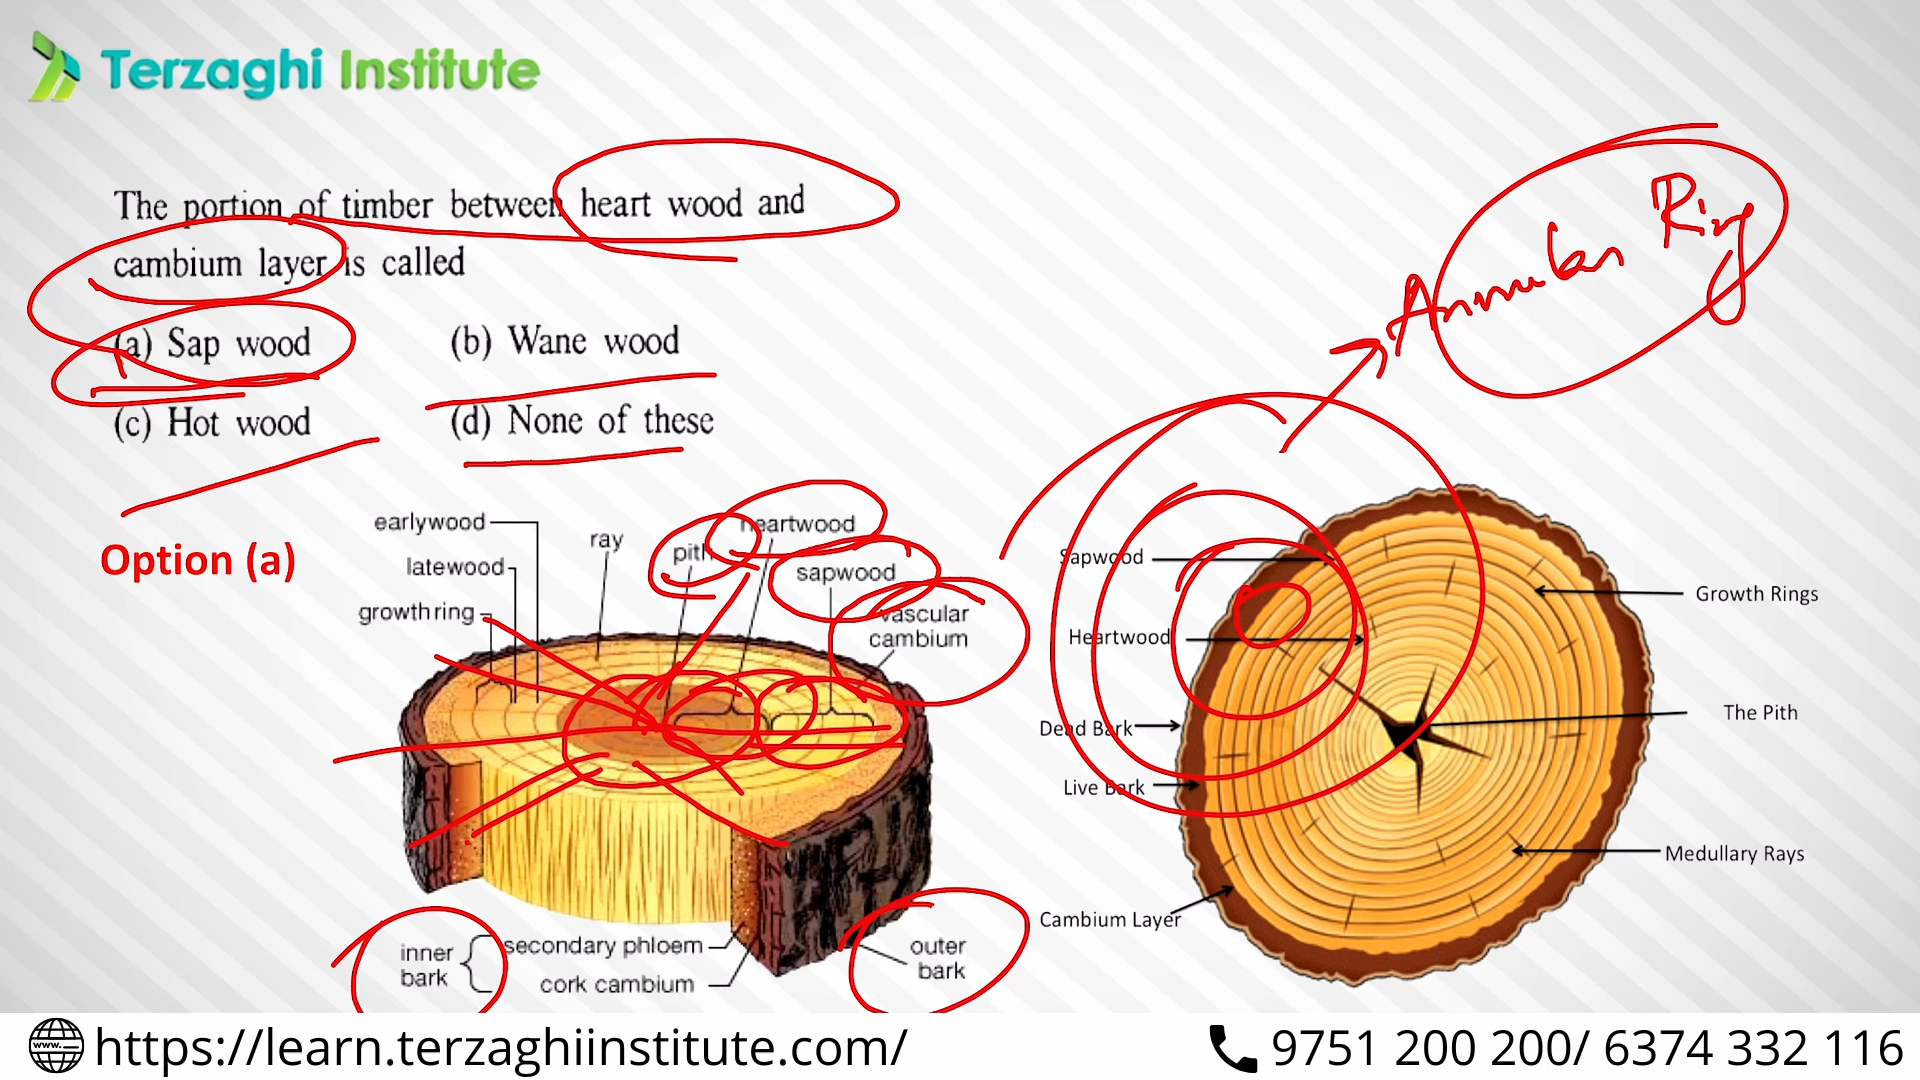 Terzaghi Institute
The portion of timber between heart wood and
cambium layer is called
(a) Sap wood
(b) Wane wood
(c) Hot wood
(d) None of these
Option (a)
Annular Ring
earlywood
latewood
growth ring
ray
pith
heartwood
sapwood
vascular
cambium
inner
bark
secondary phloem
cork cambium
outer
bark
Sapwood
Heartwood
Dead Bark
Live Bark
Cambium Layer
Growth Rings
The Pith
Medullary Rays
www...
https://learn.terzaghiinstitute.com/
9751 200 200/ 6374 332 116